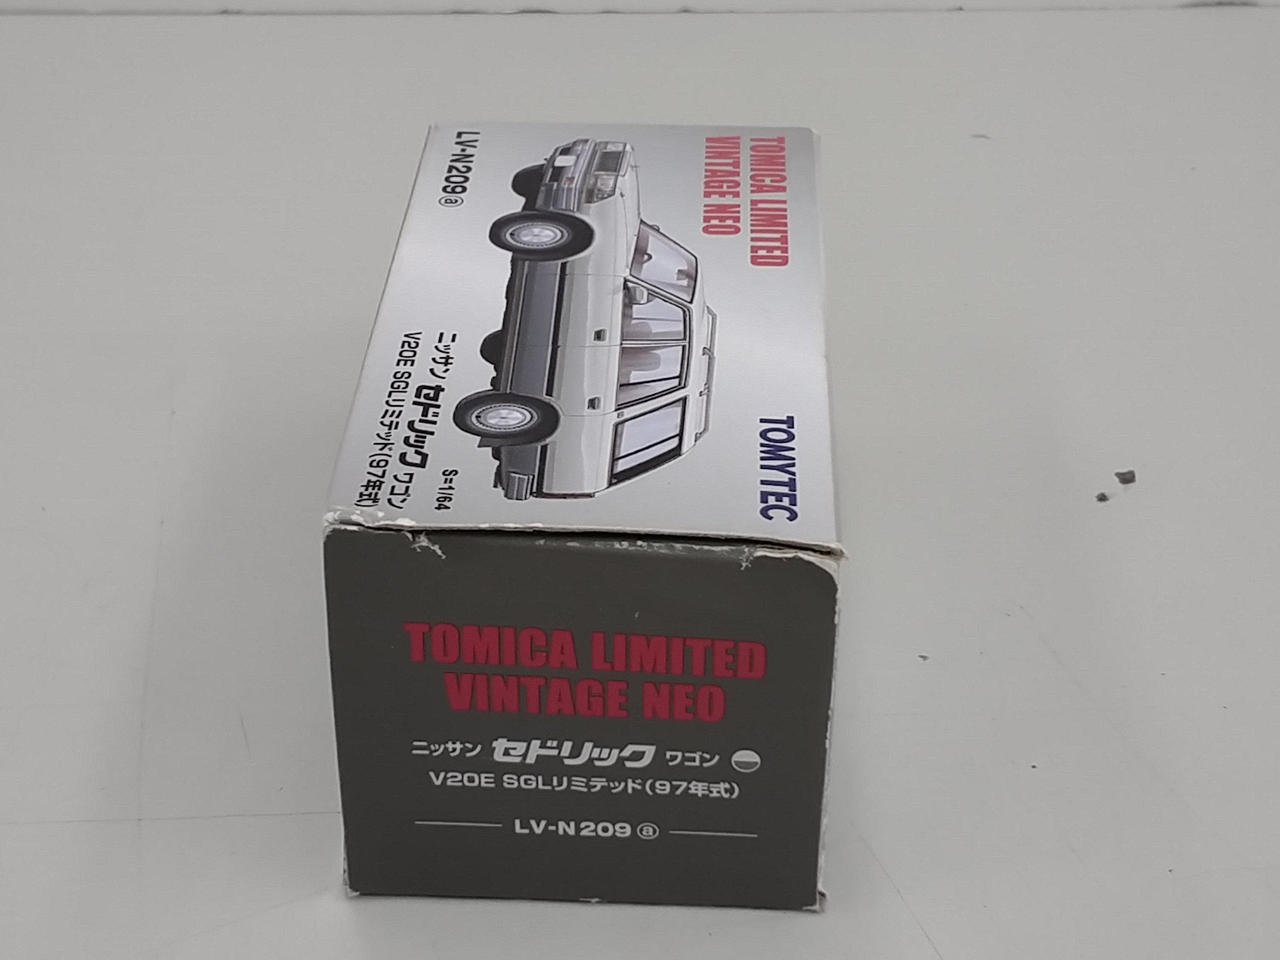 TOMICA LIMITED
VINTAGE NEO
TOMYTEC
LV-N209ⓐ
S=1/64
ニッサン セドリック ワゴン
V20E SGLリミテッド(97年式)
TOMICA LIMITED
VINTAGE NEO
ニッサン セドリック ワゴン
V20E SGLリミテッド(97年式)
LV-N209ⓐ